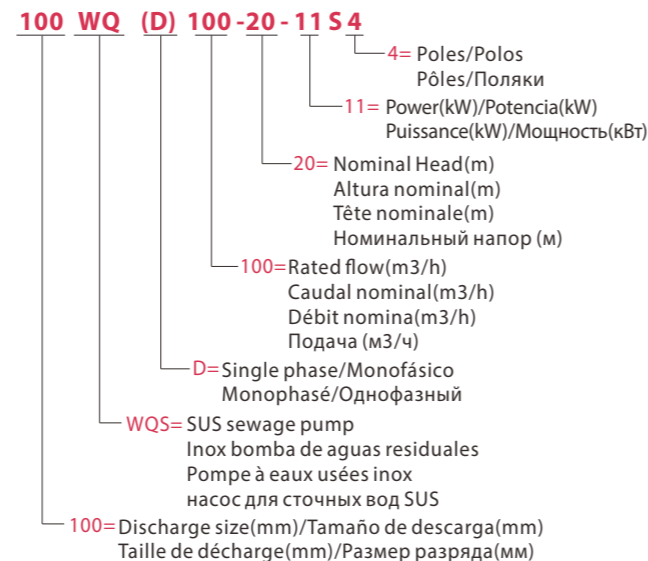 100 WQ (D) 100 -20 - 11 S 4
4= Poles/Polos
Pôles/Поляки
11= Power(kW)/Potencia(kW)
Puissance(kW)/Мощность(кВт)
20= Nominal Head(m)
Altura nominal(m)
Tête nominale(m)
Номинальный напор (м)
100=Rated flow(m3/h)
Caudal nominal(m3/h)
Débit nomina(m3/h)
Подача (м3/ч)
D=Single phase/Monofásico
Monophasé/Однофазный
WQS= SUS sewage pump
Inox bomba de aguas residuales
Pompe à eaux usées inox
насос для сточных вод SUS
100=Discharge size(mm)/Tamaño de descarga(mm)
Taille de décharge(mm)/Размер разряда(мм)